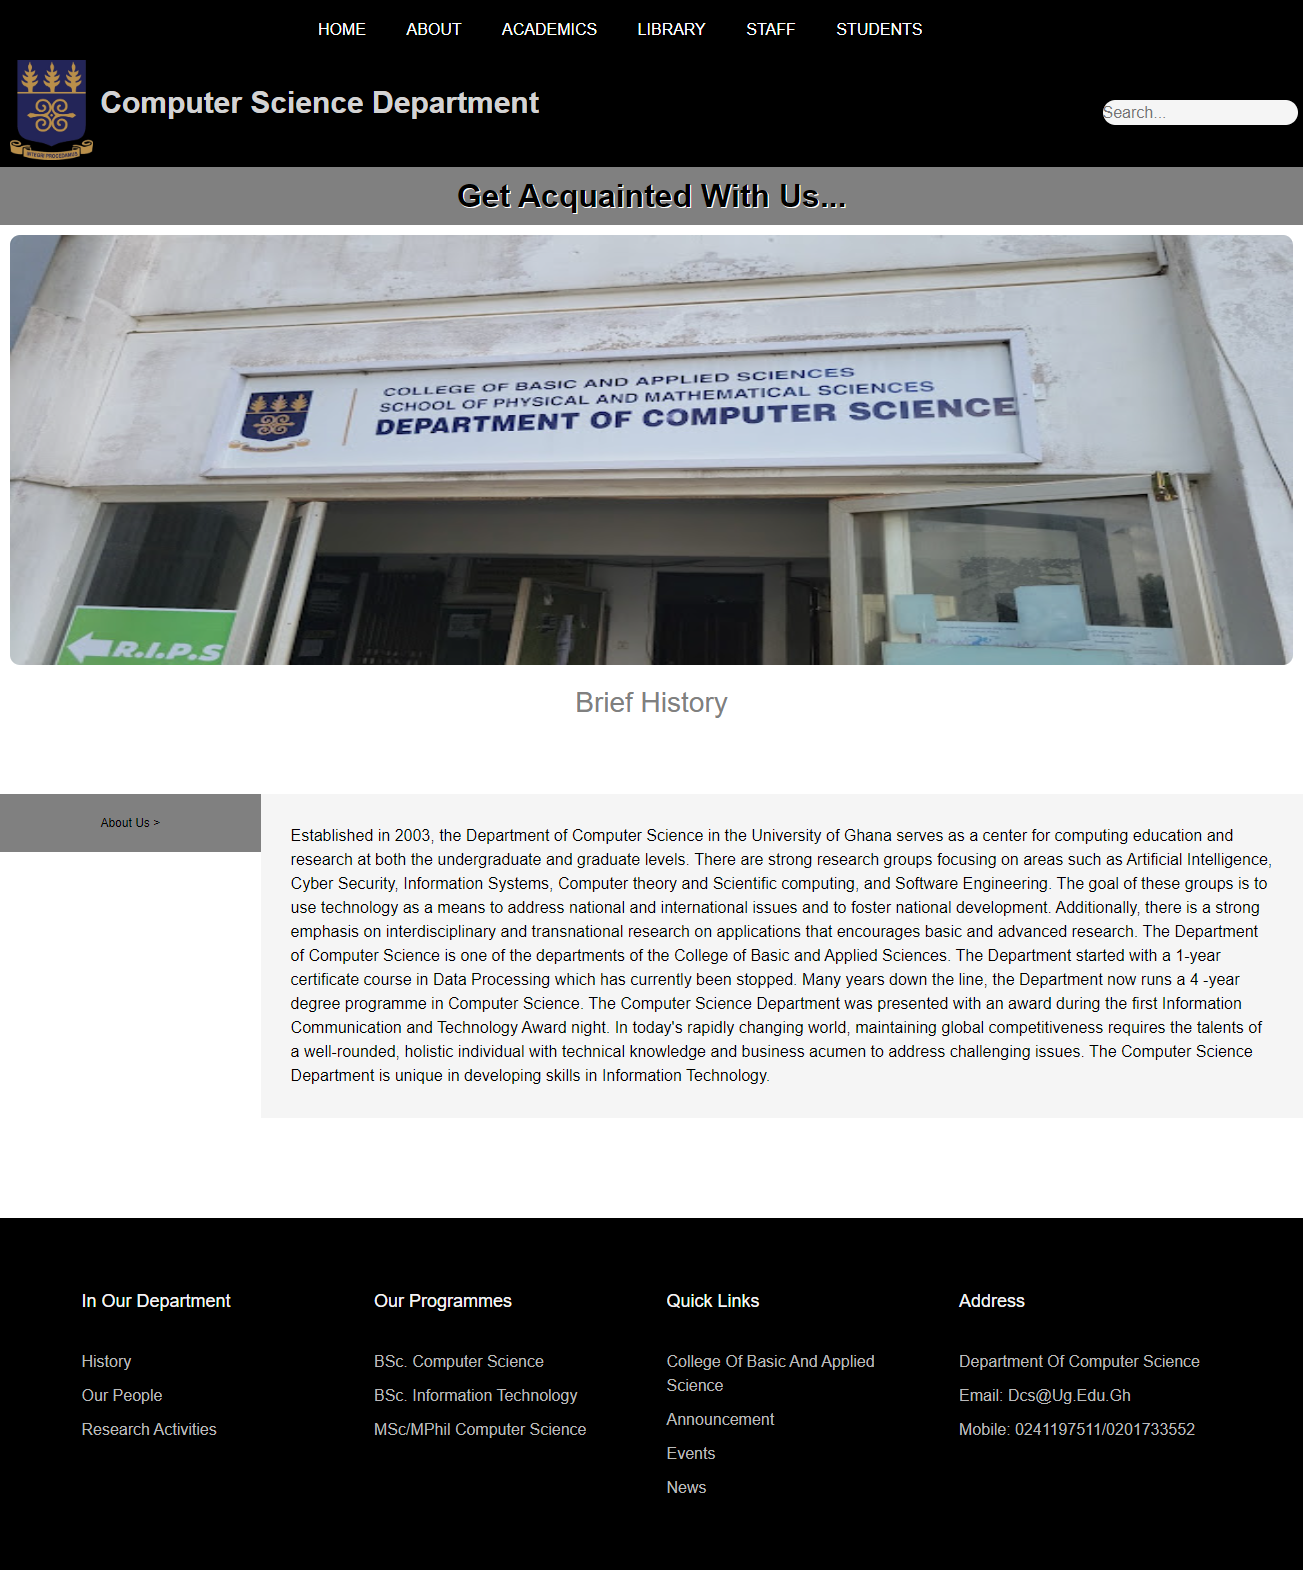 HOME ABOUT ACADEMICS LIBRARY STAFF STUDENTS
INTEGRI PROCEDAMUS
Computer Science Department
Search...
Get Acquainted With Us...
COLLEGE OF BASIC AND APPLIED SCIENCES
SCHOOL OF PHYSICAL AND MATHEMATICAL SCIENCES
DEPARTMENT OF COMPUTER SCIENCE
R.I.P.S
Brief History
About Us >
Established in 2003, the Department of Computer Science in the University of Ghana serves as a center for computing education and
research at both the undergraduate and graduate levels. There are strong research groups focusing on areas such as Artificial Intelligence,
Cyber Security, Information Systems, Computer theory and Scientific computing, and Software Engineering. The goal of these groups is to
use technology as a means to address national and international issues and to foster national development. Additionally, there is a strong
emphasis on interdisciplinary and transnational research on applications that encourages basic and advanced research. The Department
of Computer Science is one of the departments of the College of Basic and Applied Sciences. The Department started with a 1-year
certificate course in Data Processing which has currently been stopped. Many years down the line, the Department now runs a 4 -year
degree programme in Computer Science. The Computer Science Department was presented with an award during the first Information
Communication and Technology Award night. In today's rapidly changing world, maintaining global competitiveness requires the talents of
a well-rounded, holistic individual with technical knowledge and business acumen to address challenging issues. The Computer Science
Department is unique in developing skills in Information Technology.
In Our Department
History
Our People
Research Activities
Our Programmes
BSc. Computer Science
BSc. Information Technology
MSc/MPhil Computer Science
Quick Links
College Of Basic And Applied
Science
Announcement
Events
News
Address
Department Of Computer Science
Email: Dcs@Ug.Edu.Gh
Mobile: 0241197511/0201733552